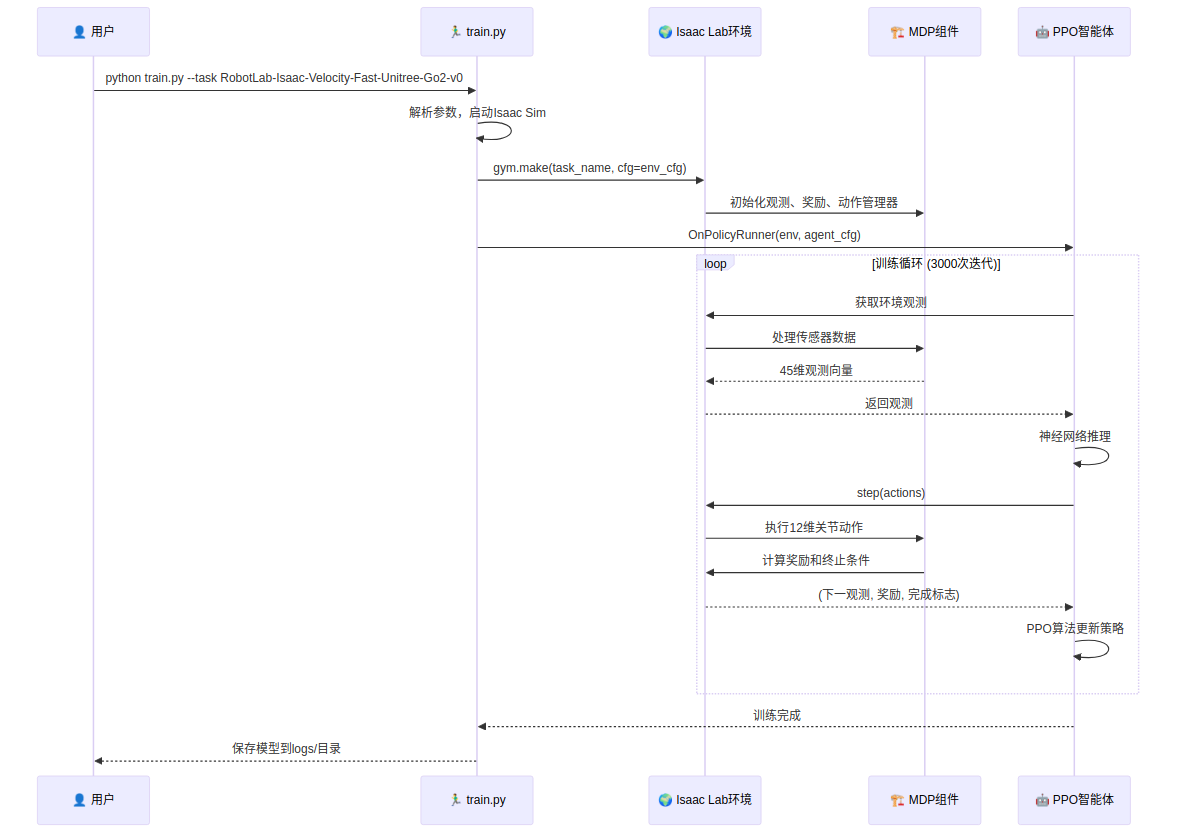 👤 用户
🏃‍♂️ train.py
🌍 Isaac Lab环境
🏗️ MDP组件
🤖 PPO智能体
python train.py --task RobotLab-Isaac-Velocity-Fast-Unitree-Go2-v0
解析参数，启动Isaac Sim
gym.make(task_name, cfg=env_cfg)
初始化观测、奖励、动作管理器
OnPolicyRunner(env, agent_cfg)
loop
[训练循环 (3000次迭代)]
获取环境观测
处理传感器数据
45维观测向量
返回观测
神经网络推理
step(actions)
执行12维关节动作
计算奖励和终止条件
(下一观测, 奖励, 完成标志)
PPO算法更新策略
训练完成
保存模型到logs/目录
👤 用户
🏃‍♂️ train.py
🌍 Isaac Lab环境
🏗️ MDP组件
🤖 PPO智能体